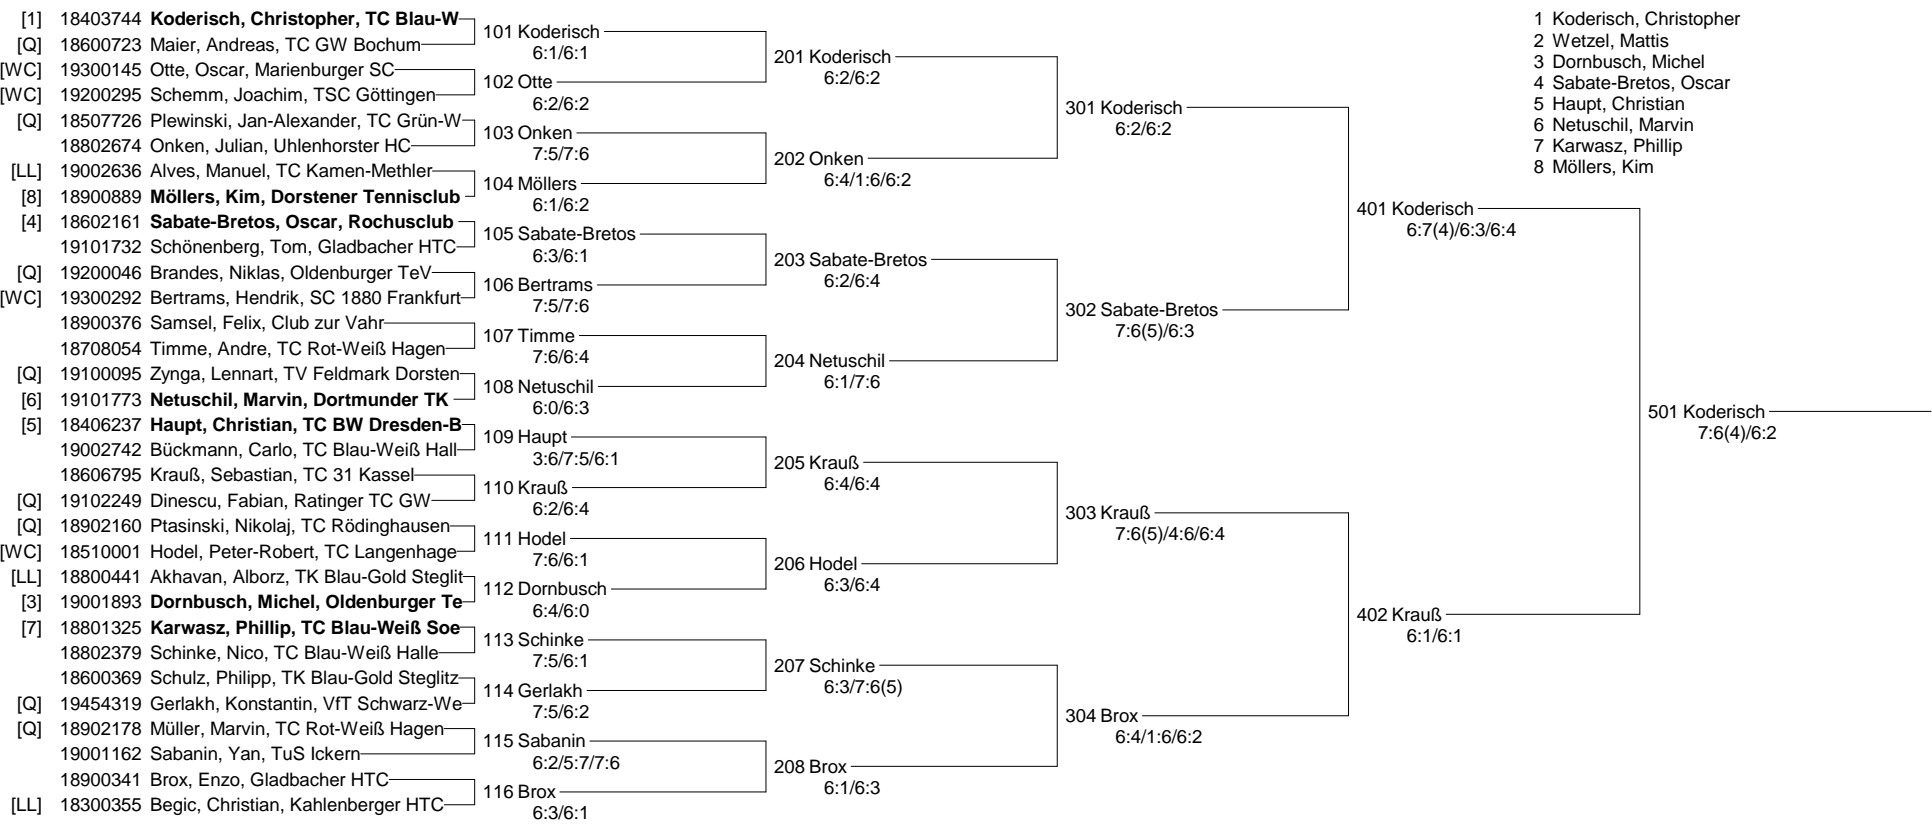 [1] 18403744 Koderisch, Christopher, TC Blau-W
[Q] 18600723 Maier, Andreas, TC GW Bochum
[WC] 19300145 Otte, Oscar, Marienburger SC
[WC] 19200295 Schemm, Joachim, TSC Göttingen
[Q] 18507726 Plewinski, Jan-Alexander, TC Grün-W
18802674 Onken, Julian, Uhlenhorster HC
[LL] 19002636 Alves, Manuel, TC Kamen-Methler
[8] 18900889 Möllers, Kim, Dorstener Tennisclub
[4] 18602161 Sabate-Bretos, Oscar, Rochusclub
19101732 Schönenberg, Tom, Gladbacher HTC
[Q] 19200046 Brandes, Niklas, Oldenburger TeV
[WC] 19300292 Bertrams, Hendrik, SC 1880 Frankfurt
18900376 Samsel, Felix, Club zur Vahr
18708054 Timme, Andre, TC Rot-Weiß Hagen
[Q] 19100095 Zynga, Lennart, TV Feldmark Dorsten
[6] 19101773 Netuschil, Marvin, Dortmunder TK
[5] 18406237 Haupt, Christian, TC BW Dresden-B
19002742 Bückmann, Carlo, TC Blau-Weiß Hall
18606795 Krauß, Sebastian, TC 31 Kassel
[Q] 19102249 Dinescu, Fabian, Ratinger TC GW
[Q] 18902160 Ptasinski, Nikolaj, TC Rödinghausen
[WC] 18510001 Hodel, Peter-Robert, TC Langenhage
[LL] 18800441 Akhavan, Alborz, TK Blau-Gold Steglit
[3] 19001893 Dornbusch, Michel, Oldenburger Te
[7] 18801325 Karwasz, Phillip, TC Blau-Weiß Soe
18802379 Schinke, Nico, TC Blau-Weiß Halle
18600369 Schulz, Philipp, TK Blau-Gold Steglitz
[Q] 19454319 Gerlakh, Konstantin, VfT Schwarz-We
[Q] 18902178 Müller, Marvin, TC Rot-Weiß Hagen
19001162 Sabanin, Yan, TuS Ickern
18900341 Brox, Enzo, Gladbacher HTC
[LL] 18300355 Begic, Christian, Kahlenberger HTC
101 Koderisch
6:1/6:1
102 Otte
6:2/6:2
103 Onken
7:5/7:6
104 Möllers
6:1/6:2
105 Sabate-Bretos
6:3/6:1
106 Bertrams
7:5/7:6
107 Timme
7:6/6:4
108 Netuschil
6:0/6:3
109 Haupt
3:6/7:5/6:1
110 Krauß
6:2/6:4
111 Hodel
7:6/6:1
112 Dornbusch
6:4/6:0
113 Schinke
7:5/6:1
114 Gerlakh
7:5/6:2
115 Sabanin
6:2/5:7/7:6
116 Brox
6:3/6:1
201 Koderisch
6:2/6:2
202 Onken
6:4/1:6/6:2
203 Sabate-Bretos
6:2/6:4
204 Netuschil
6:1/7:6
205 Krauß
6:4/6:4
206 Hodel
6:3/6:4
207 Schinke
6:3/7:6(5)
208 Brox
6:1/6:3
301 Koderisch
6:2/6:2
302 Sabate-Bretos
7:6(5)/6:3
303 Krauß
7:6(5)/4:6/6:4
304 Brox
6:4/1:6/6:2
401 Koderisch
6:7(4)/6:3/6:4
402 Krauß
6:1/6:1
501 Koderisch
7:6(4)/6:2
1 Koderisch, Christopher
2 Wetzel, Mattis
3 Dornbusch, Michel
4 Sabate-Bretos, Oscar
5 Haupt, Christian
6 Netuschil, Marvin
7 Karwasz, Phillip
8 Möllers, Kim